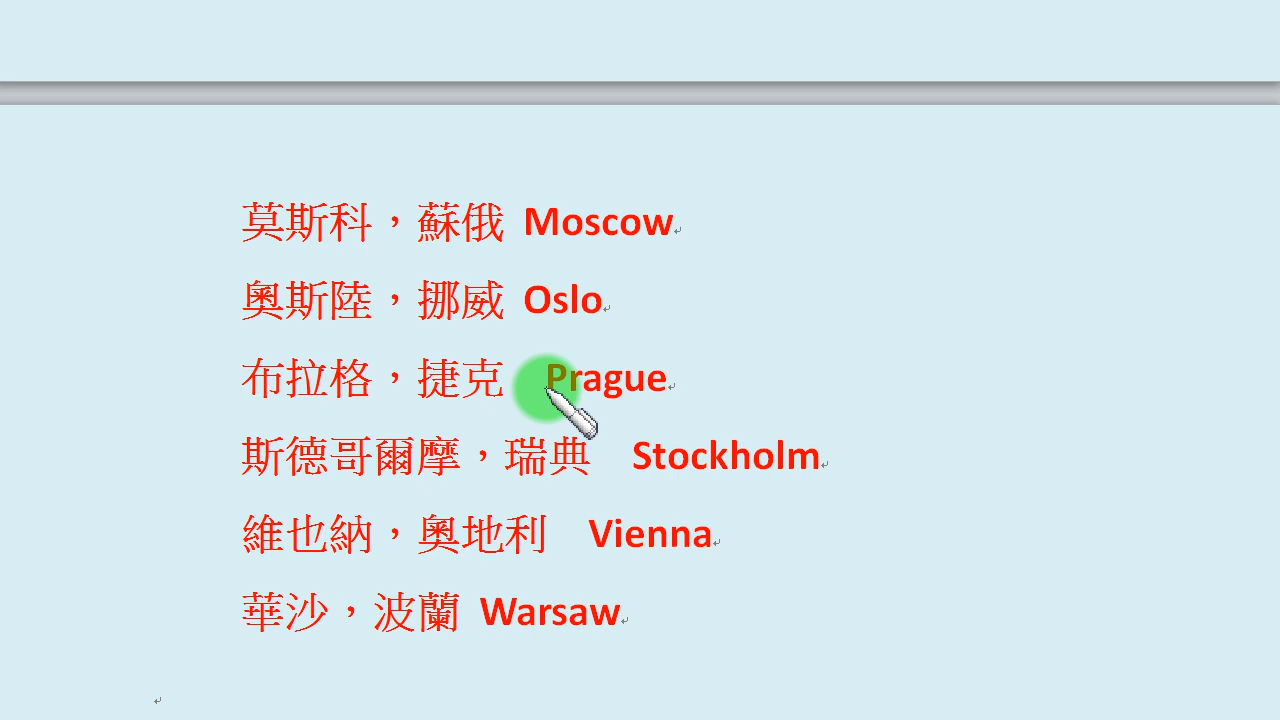 莫斯科，蘇俄 Moscow
奧斯陸，挪威 Oslo
布拉格，捷克 Prague
斯德哥爾摩，瑞典 Stockholm
維也納，奧地利 Vienna
華沙，波蘭 Warsaw